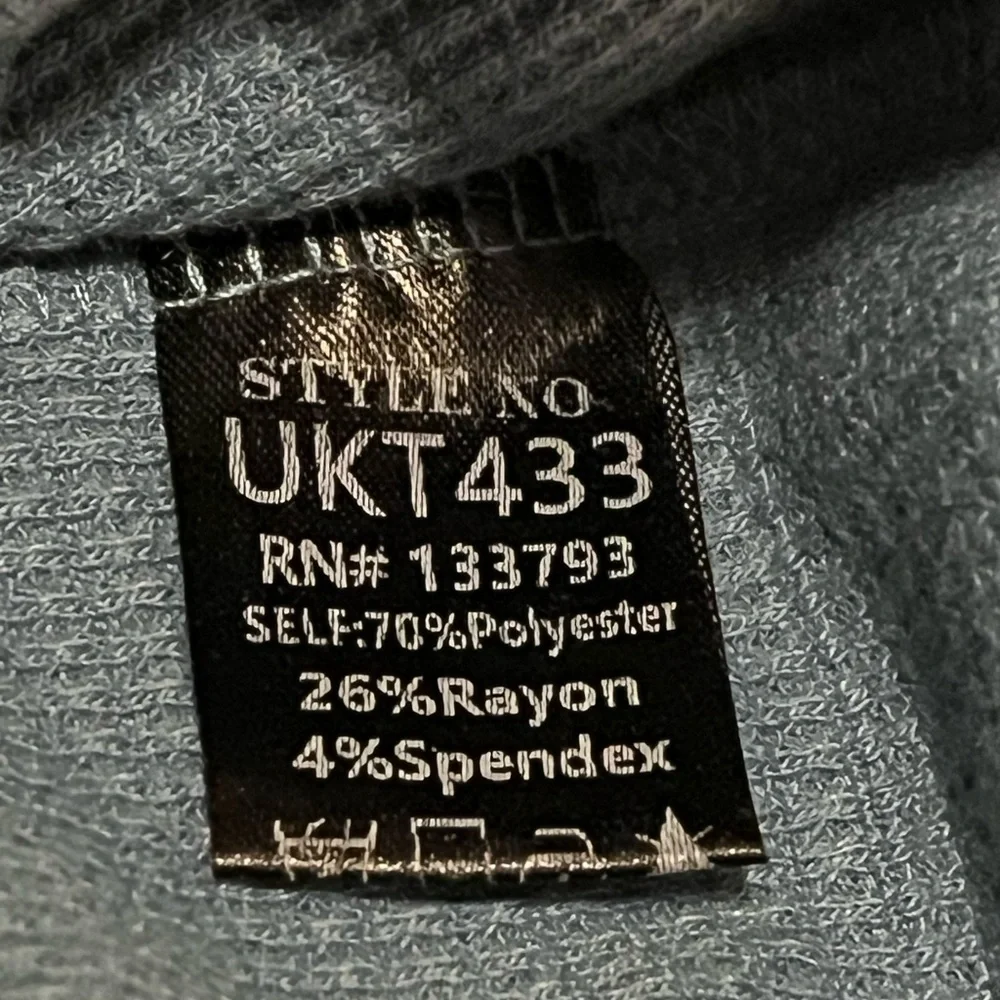 STYLE NO
UKT433
RN# 133793
SELF:70%Polyester
26%Rayon
4%Spendex